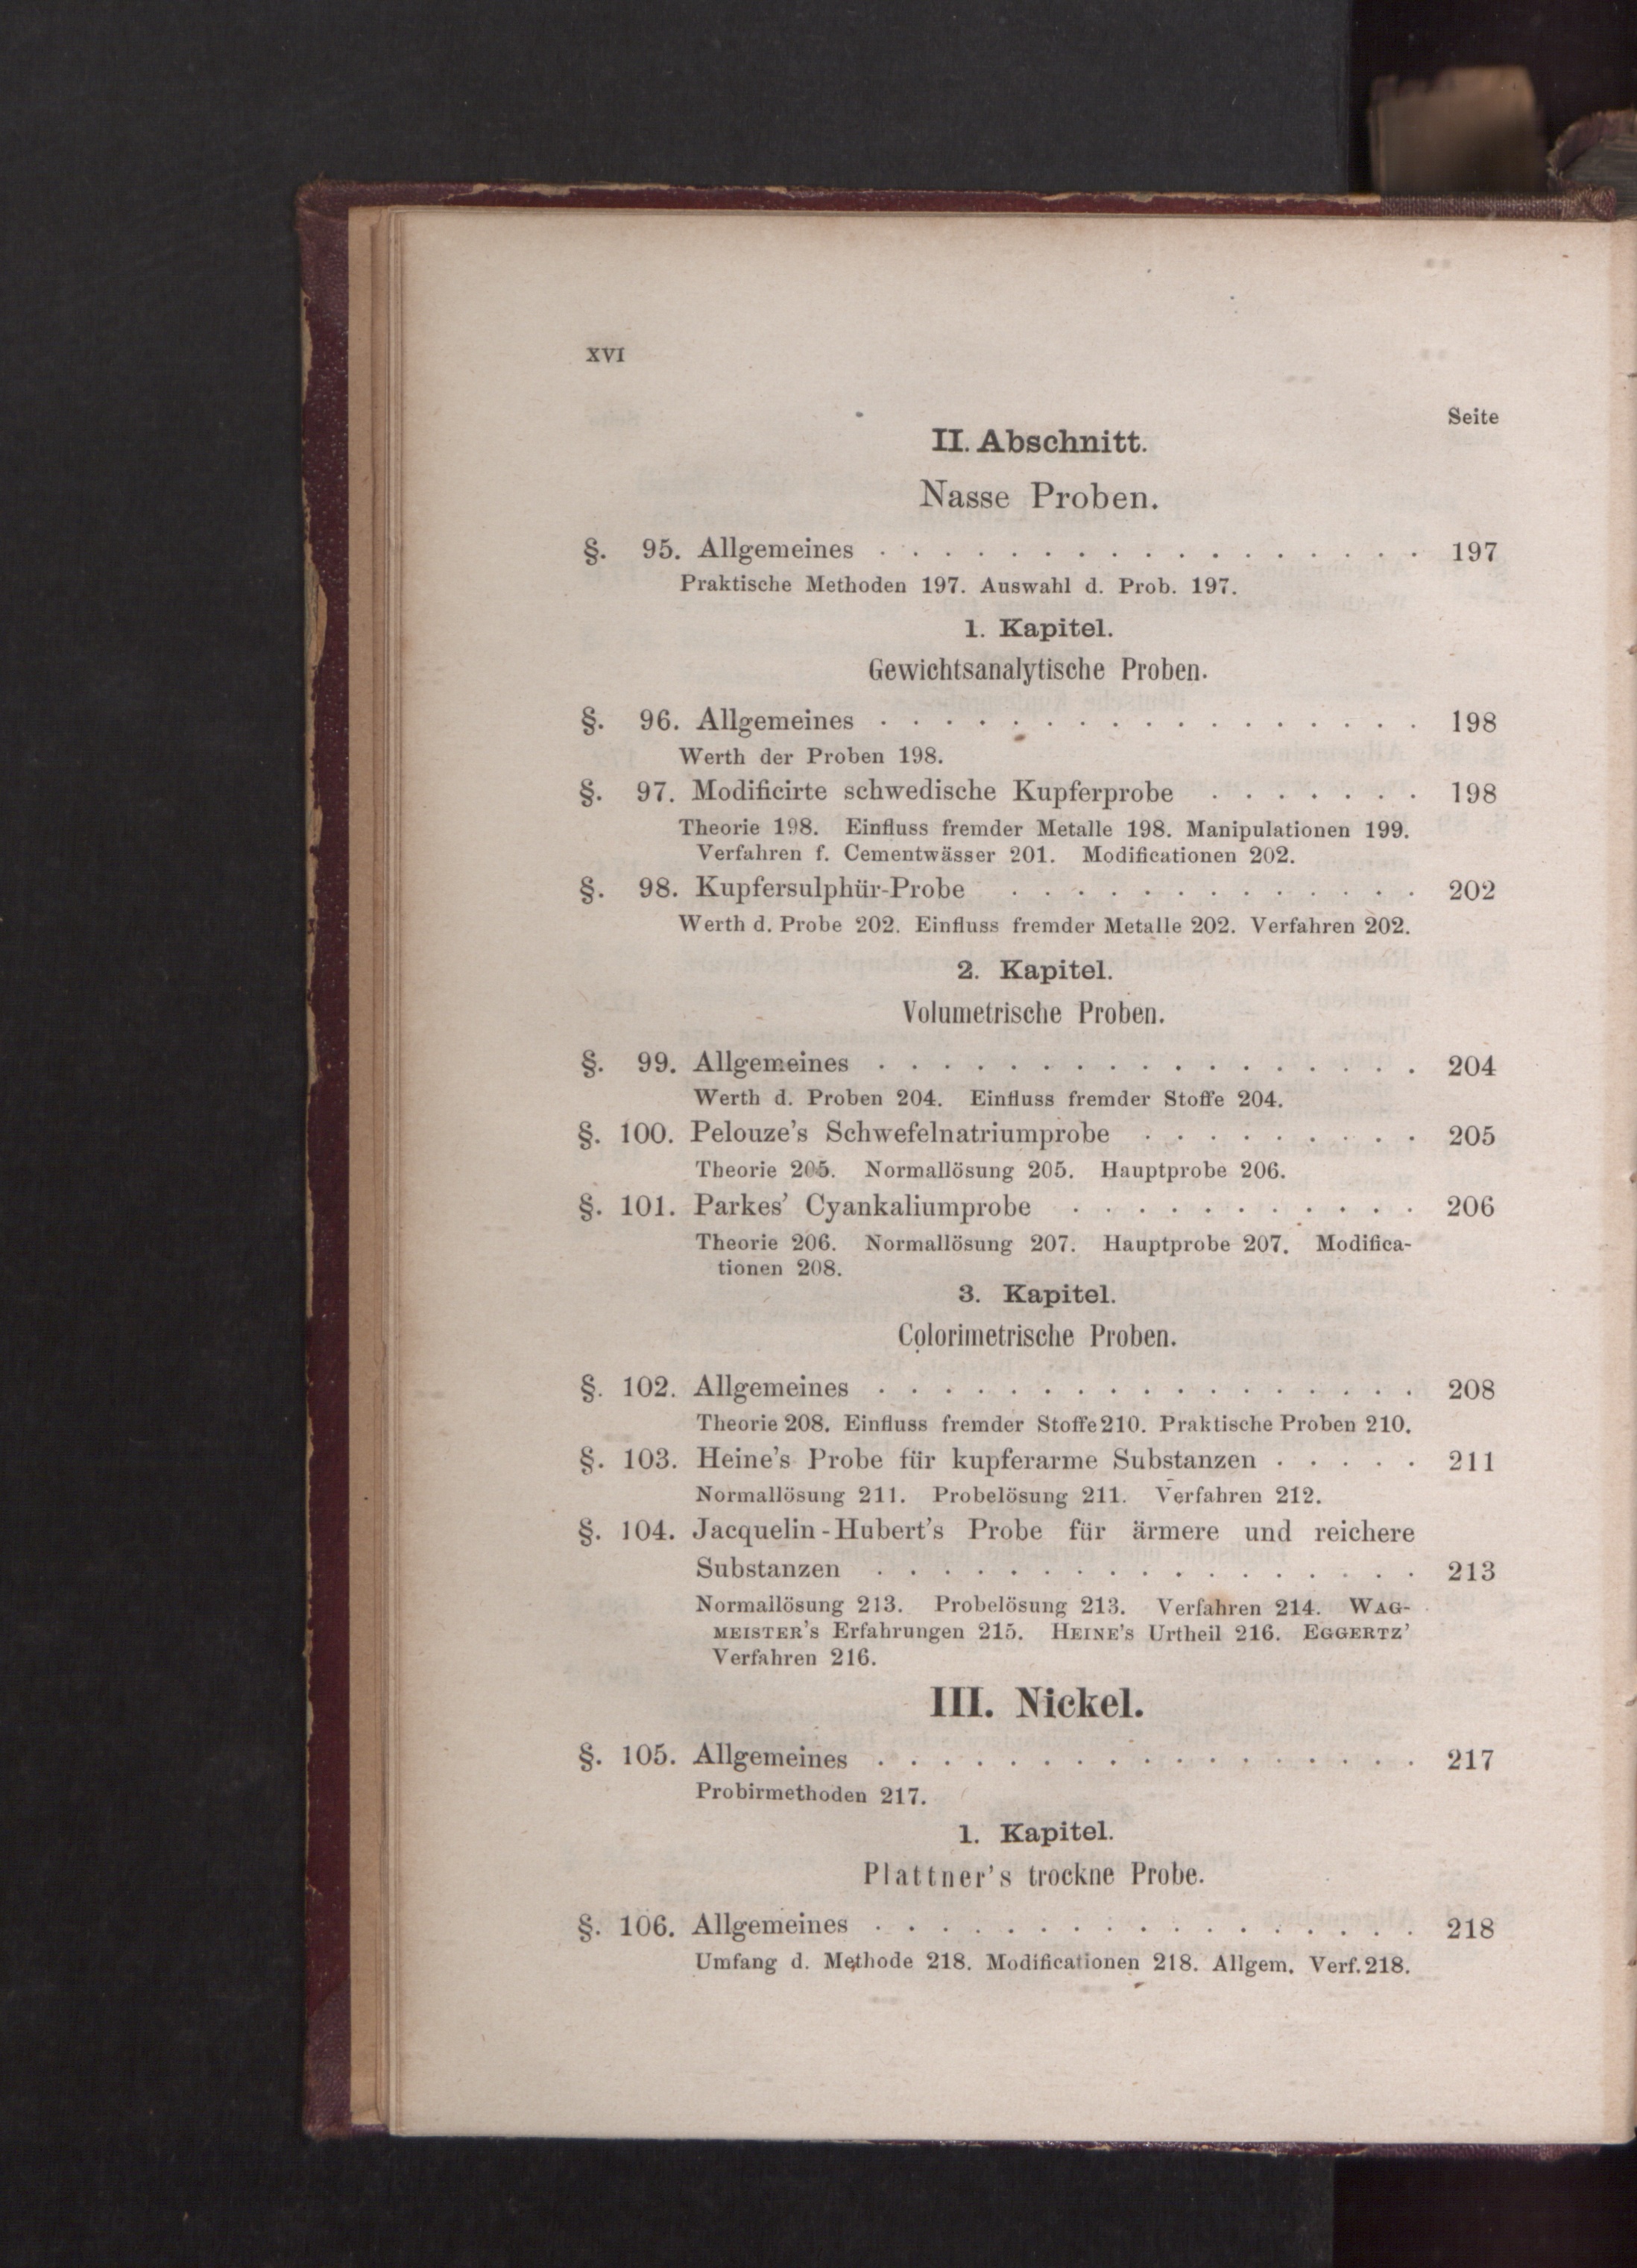 XVI
Seite
II. Abschnitt.
Nasse Proben.
§. 95. Allgemeines . . . . . . . . . . . . . . . . . 197
Praktische Methoden 197. Auswahl d. Prob. 197.
1. Kapitel.
Gewichtsanalytische Proben.
§. 96. Allgemeines . . . . . . . . . . . . . . . . . 198
Werth der Proben 198.
§. 97. Modificirte schwedische Kupferprobe . . . . . . . 198
Theorie 198. Einfluss fremder Metalle 198. Manipulationen 199.
Verfahren f. Cementwässer 201. Modificationen 202.
§. 98. Kupfersulphür-Probe . . . . . . . . . . . . . 202
Werth d. Probe 202. Einfluss fremder Metalle 202. Verfahren 202.
2. Kapitel.
Volumetrische Proben.
§. 99. Allgemeines . . . . . . . . . . . . . . . . . 204
Werth d. Proben 204. Einfluss fremder Stoffe 204.
§. 100. Pelouze's Schwefelnatriumprobe . . . . . . . . . 205
Theorie 205. Normallösung 205. Hauptprobe 206.
§. 101. Parkes' Cyankaliumprobe . . . . . . . . . . . 206
Theorie 206. Normallösung 207. Hauptprobe 207. Modifica-
tionen 208.
3. Kapitel.
Colorimetrische Proben.
§. 102. Allgemeines . . . . . . . . . . . . . . . . . 208
Theorie 208. Einfluss fremder Stoffe 210. Praktische Proben 210.
§. 103. Heine's Probe für kupferarme Substanzen . . . . . 211
Normallösung 211. Probelösung 211. Verfahren 212.
§. 104. Jacquelin-Hubert's Probe für ärmere und reichere
Substanzen . . . . . . . . . . . . . . . . . 213
Normallösung 213. Probelösung 213. Verfahren 214. WAG-
MEISTER'S Erfahrungen 215. HEINE'S Urtheil 216. EGGERTZ'
Verfahren 216.
III. Nickel.
§. 105. Allgemeines . . . . . . . . . . . . . . . . . 217
Probirmethoden 217.
1. Kapitel.
Plattner's trockne Probe.
§. 106. Allgemeines . . . . . . . . . . . . . . . . . 218
Umfang d. Methode 218. Modificationen 218. Allgem. Verf. 218.